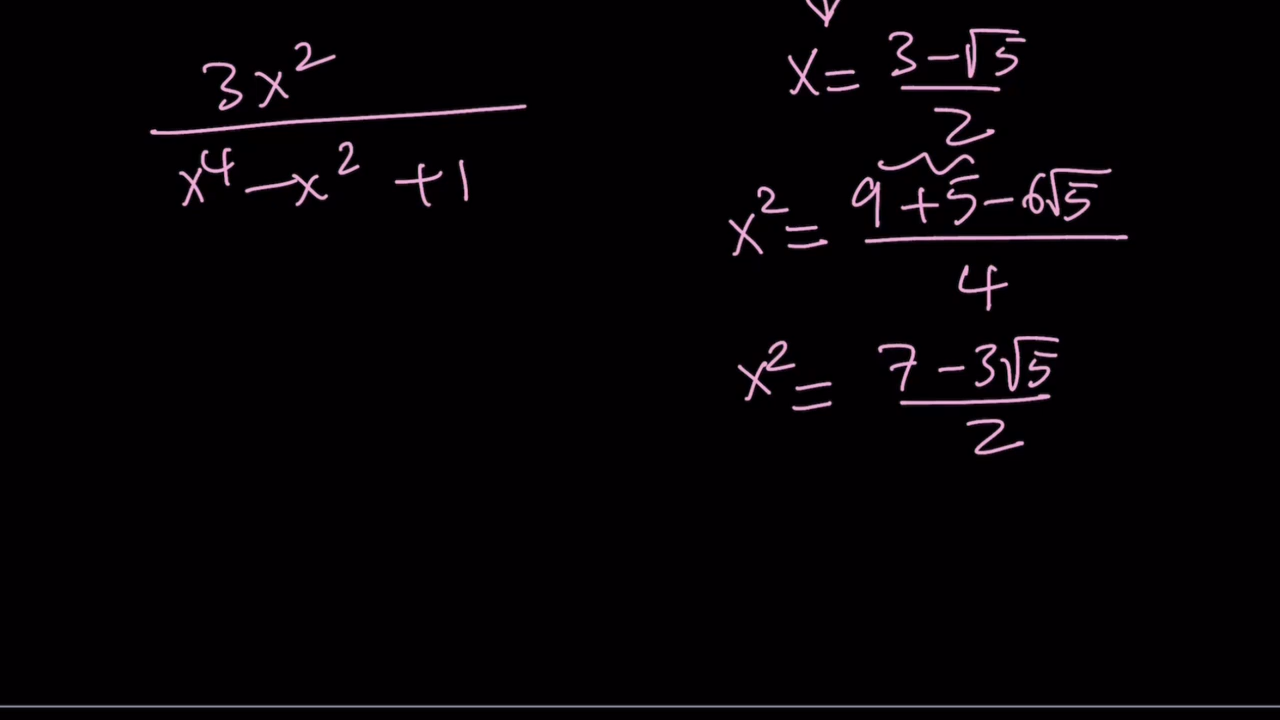 3x²
x⁴ - x² + 1
x = (3 - √5)/2
x² = (9 + 5 - 6√5)/4
x² = (7 - 3√5)/2